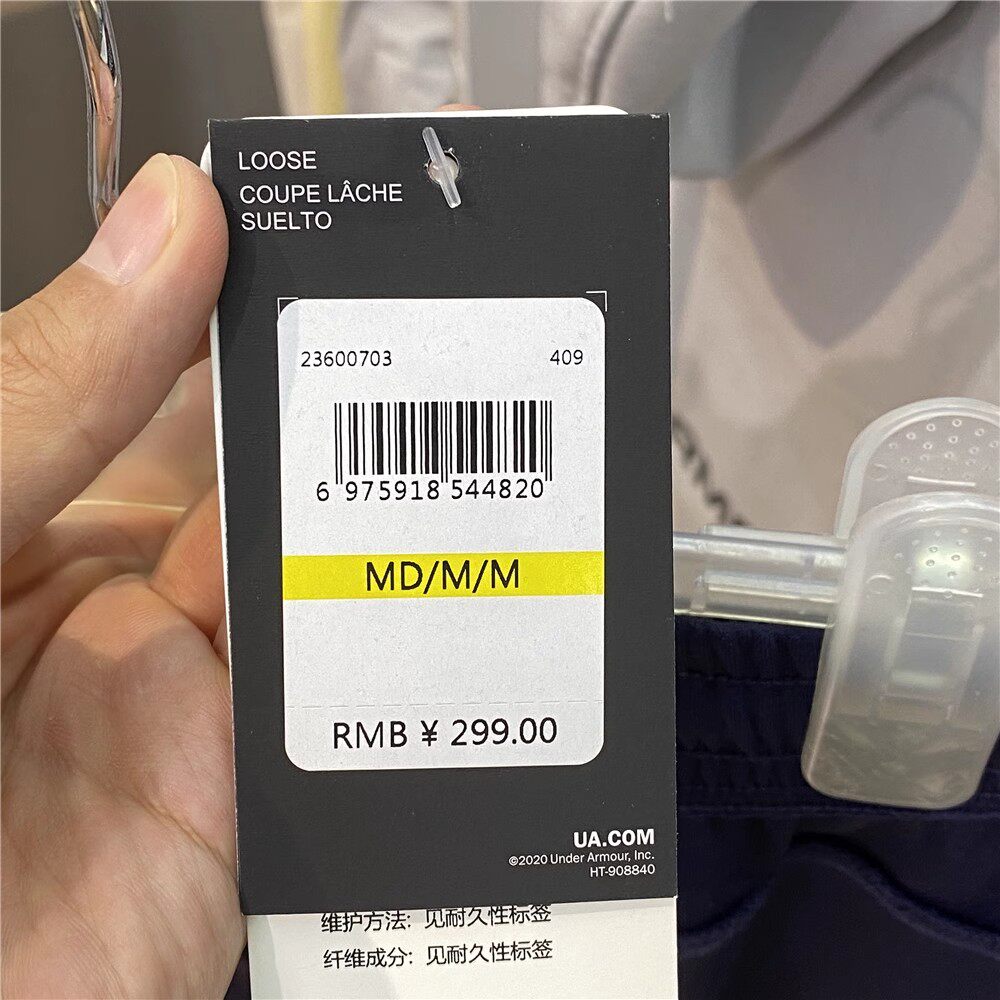 LOOSE
COUPE LÂCHE
SUELTO
23600703 409
6 975918 544820
MD/M/M
RMB ¥ 299.00
UA.COM
©2020 Under Armour, Inc.
HT-908840
维护方法: 见耐久性标签
纤维成分: 见耐久性标签